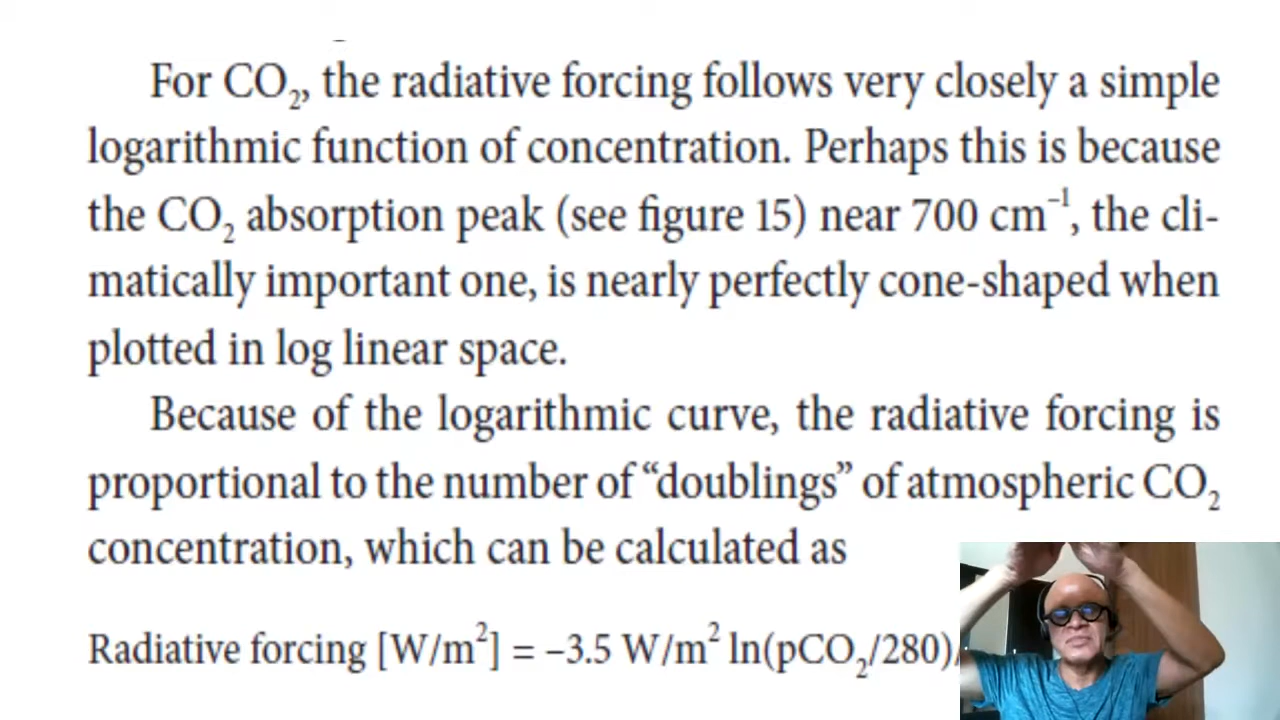 For CO₂, the radiative forcing follows very closely a simple
logarithmic function of concentration. Perhaps this is because
the CO₂ absorption peak (see figure 15) near 700 cm⁻¹, the cli-
matically important one, is nearly perfectly cone-shaped when
plotted in log linear space.
Because of the logarithmic curve, the radiative forcing is
proportional to the number of “doublings” of atmospheric CO₂
concentration, which can be calculated as
Radiative forcing [W/m²] = −3.5 W/m² ln(pCO₂/280)